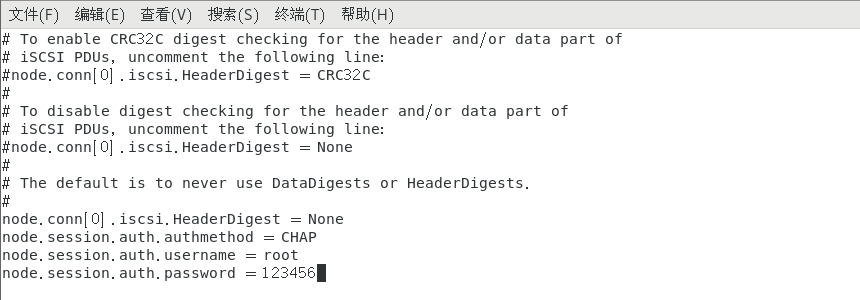 文件(F) 编辑(E) 查看(V) 搜索(S) 终端(T) 帮助(H)
# To enable CRC32C digest checking for the header and/or data part of
# iSCSI PDUs, uncomment the following line:
#node.conn[0].iscsi.HeaderDigest = CRC32C
#
# To disable digest checking for the header and/or data part of
# iSCSI PDUs, uncomment the following line:
#node.conn[0].iscsi.HeaderDigest = None
#
# The default is to never use DataDigests or HeaderDigests.
#
node.conn[0].iscsi.HeaderDigest = None
node.session.auth.authmethod = CHAP
node.session.auth.username = root
node.session.auth.password = 123456